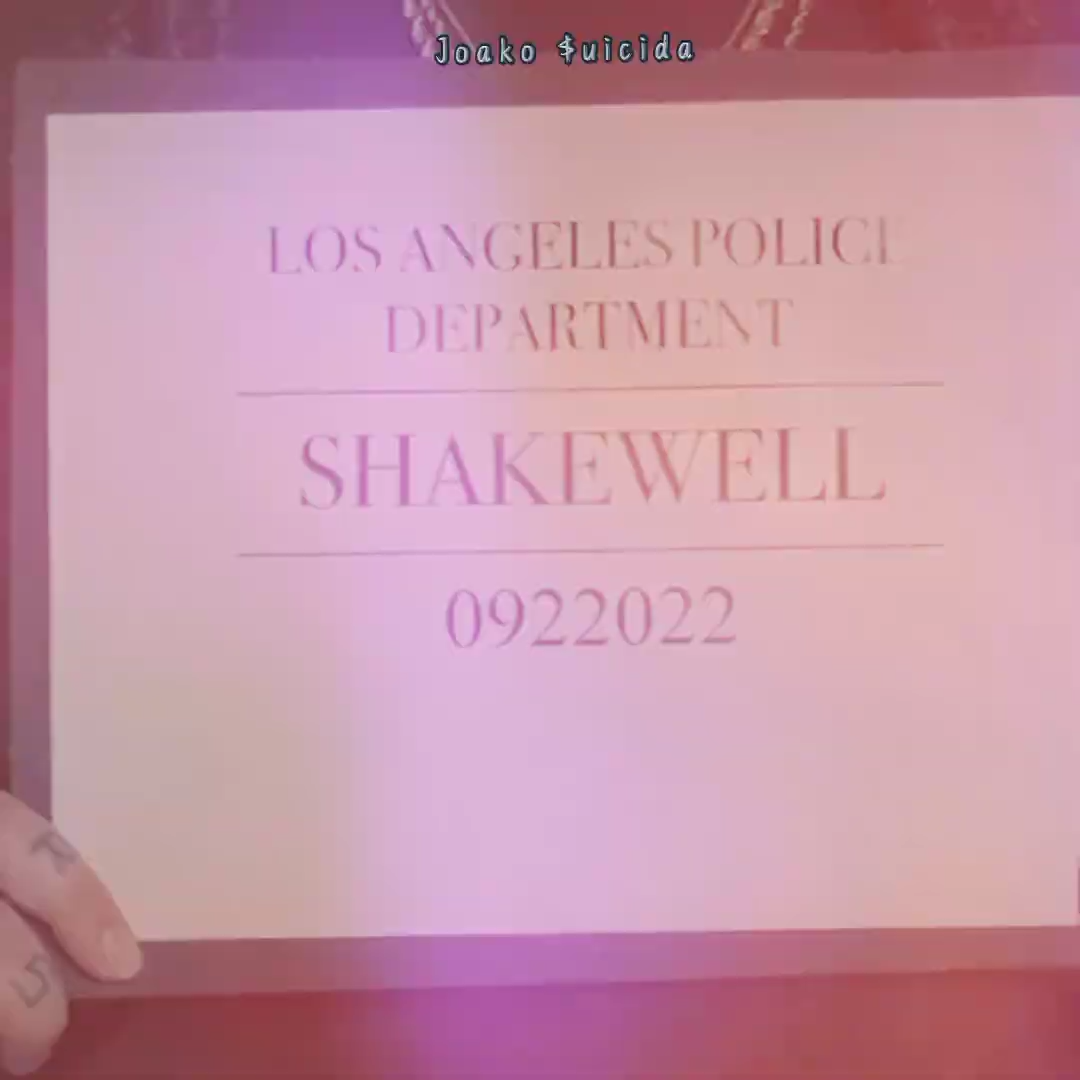 Joako $uicida
LOS ANGELES POLICE
DEPARTMENT
SHAKEWELL
0922022
R
S